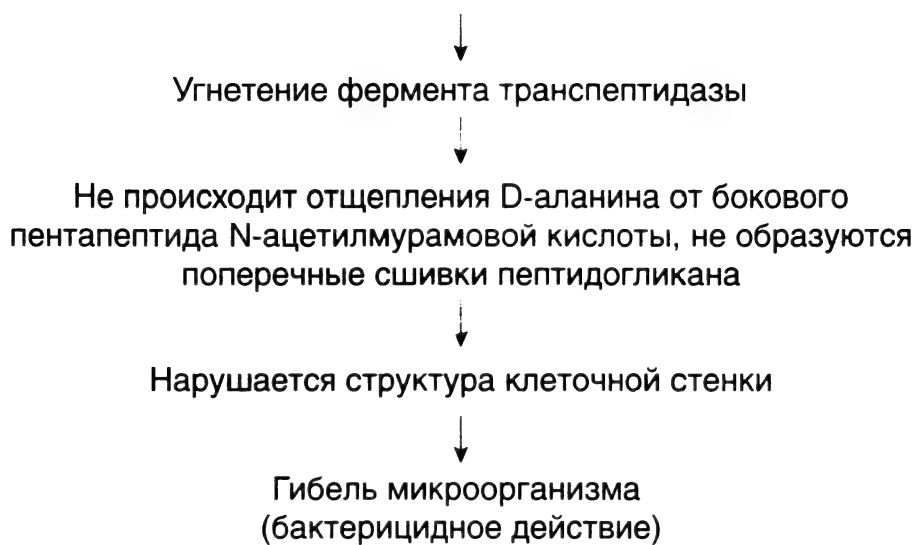 Угнетение фермента транспептидазы
Не происходит отщепления D-аланина от бокового
пентапептида N-ацетилмурамовой кислоты, не образуются
поперечные сшивки пептидогликана
Нарушается структура клеточной стенки
Гибель микроорганизма
(бактерицидное действие)